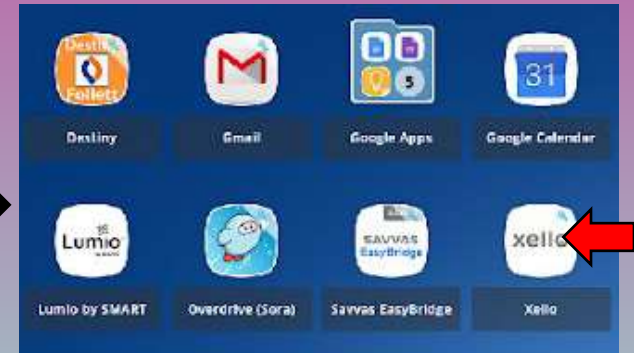 Destiny
Follett
31
5
Destiny
Gmail
Google Apps
Google Calendar
Lumio
SAVVAS
EasyBridge
xello
Lumio by SMART
Overdrive (Sora)
Savvas EasyBridge
Xello